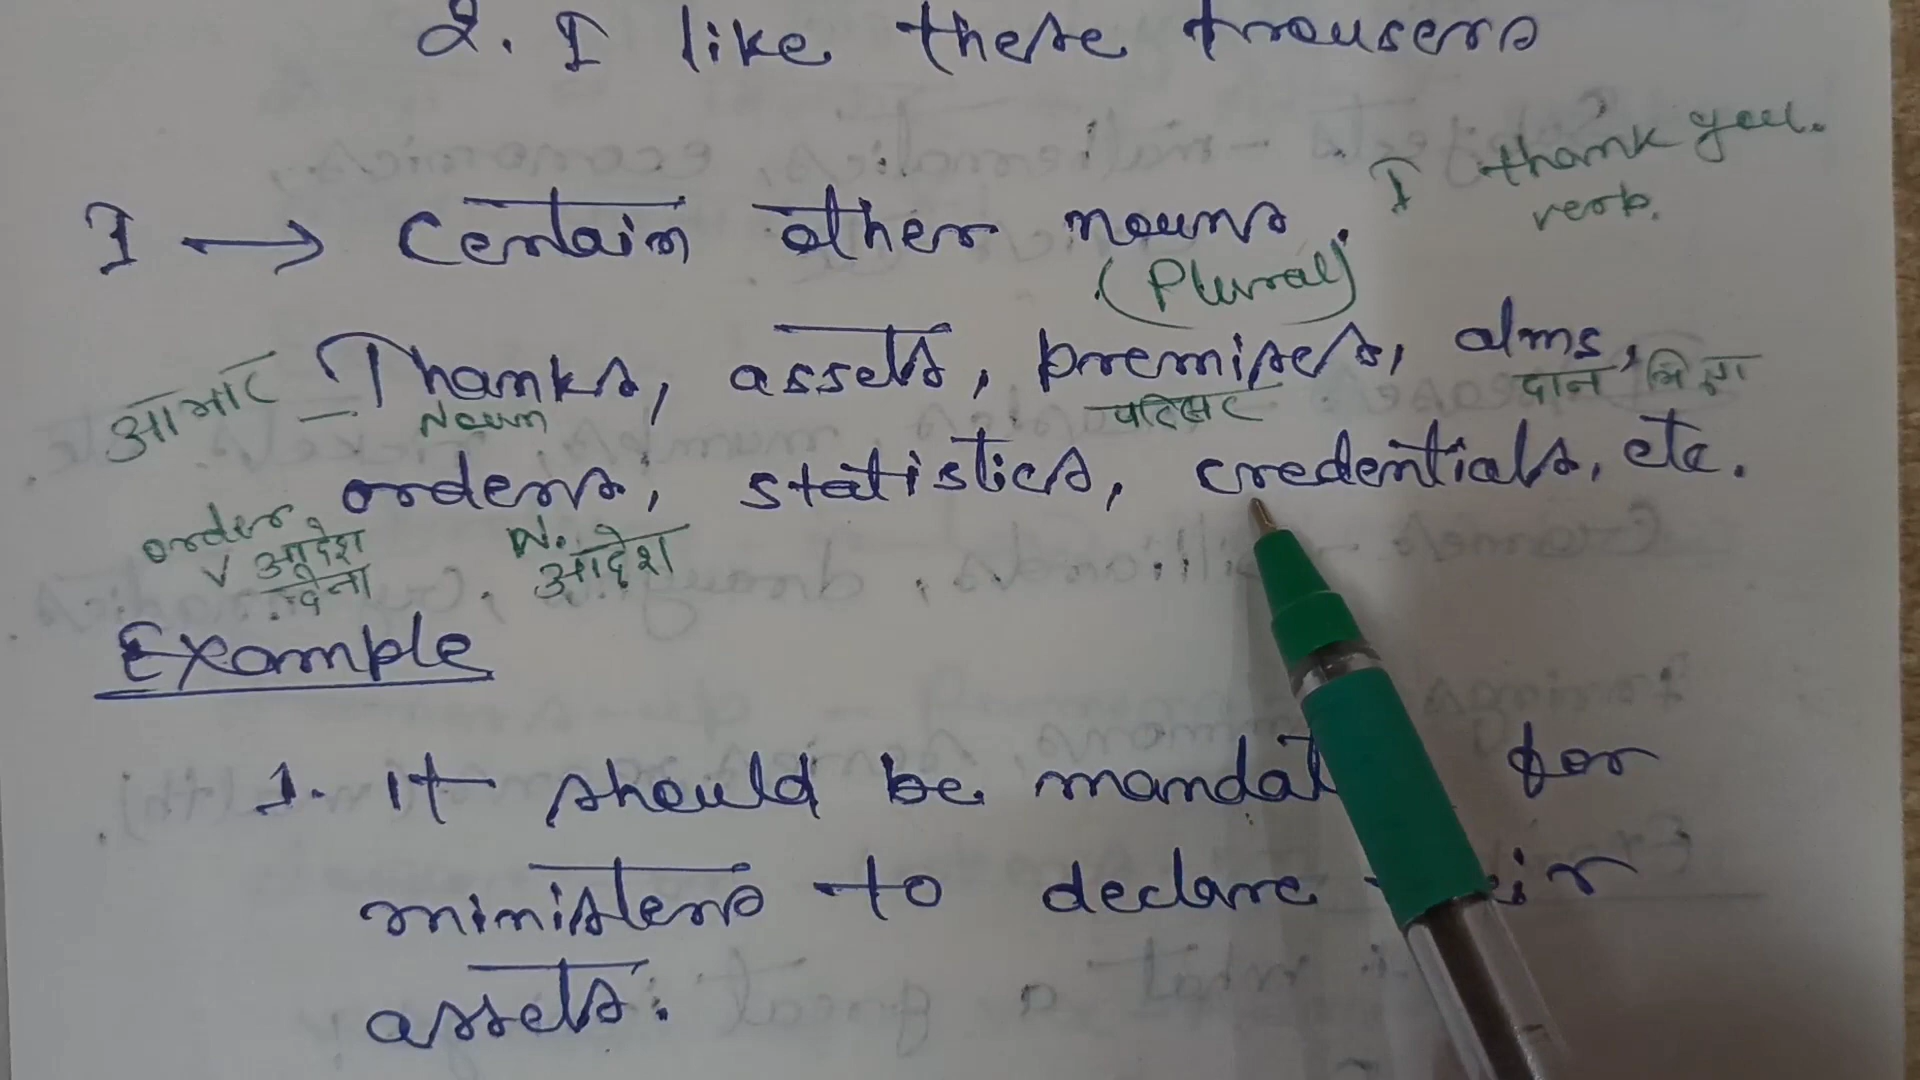 2. I like these trousers
I thank you.
verb.
I → Certain other nouns.
(Plural)
आभार – Thanks, assets, premises, alms,
Noun परिसर दान, भिक्षा
orders, statistics, credentials, etc.
order N.
v आदेश आदेश
देना
Example
1. It should be for
ministers to declare
assets.